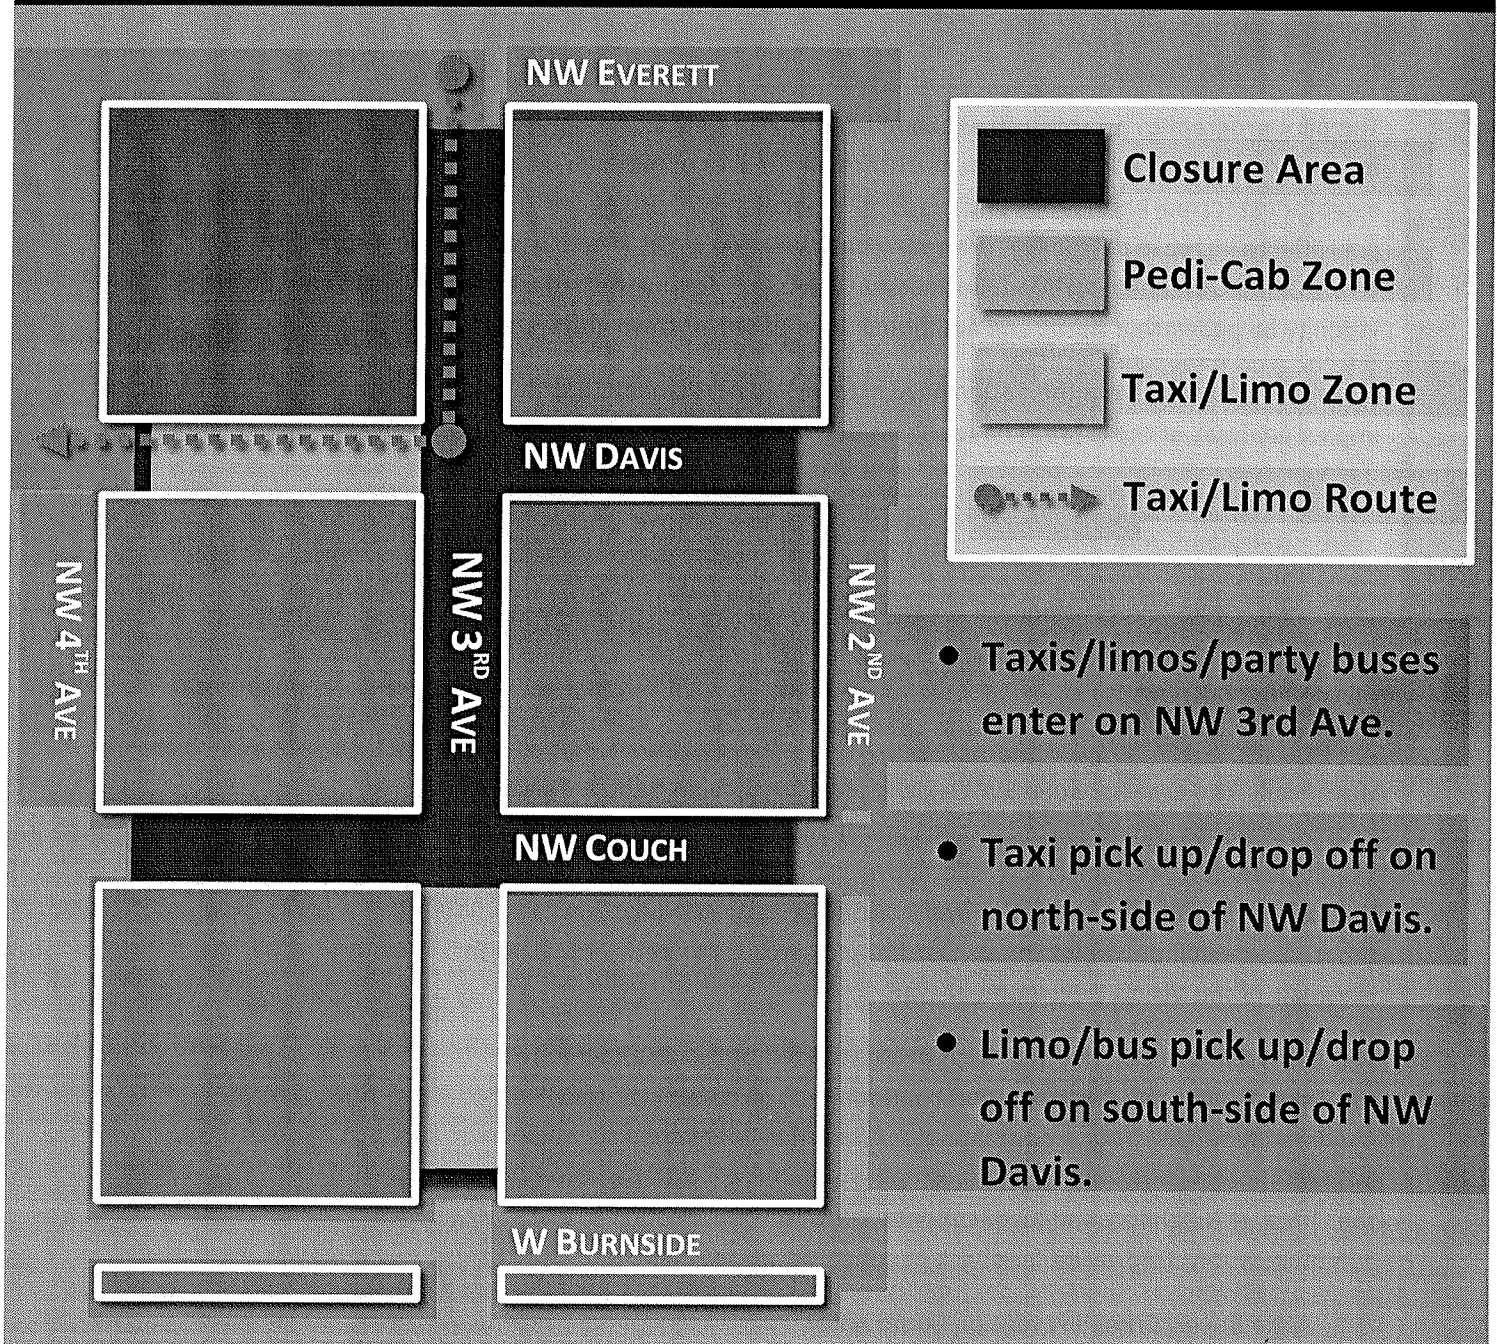 NW EVERETT
Closure Area
Pedi-Cab Zone
Taxi/Limo Zone
Taxi/Limo Route
NW DAVIS
NW 4TH AVE
NW 3RD AVE
NW 2ND AVE
• Taxis/limos/party buses
enter on NW 3rd Ave.
NW COUCH
• Taxi pick up/drop off on
north-side of NW Davis.
• Limo/bus pick up/drop
off on south-side of NW
Davis.
W BURNSIDE